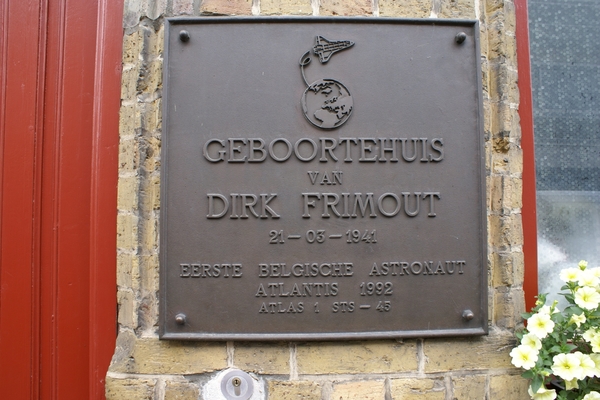 GEBOORTEHUIS
VAN
DIRK FRIMOUT
21-03-1941
EERSTE BELGISCHE ASTRONAUT
ATLANTIS 1992
ATLAS 1 STS-45